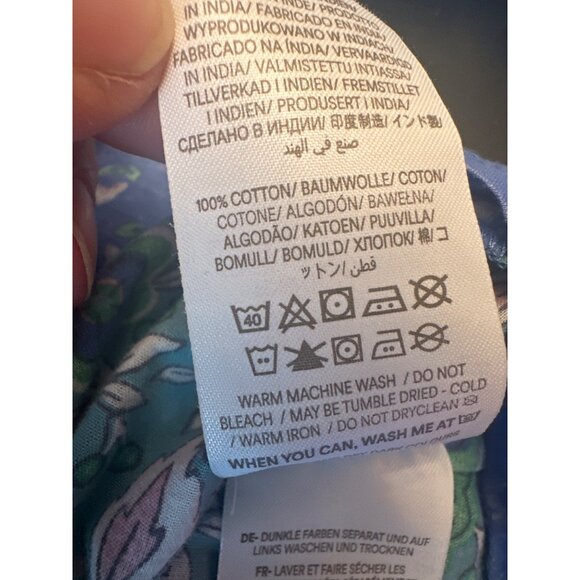 IN INDIA/ FABRICADO EN INDIA/
WYPRODUKOWANO W INDIACH/
FABRICADO NA ÍNDIA/ VERVAARDIGD
IN INDIA/ VALMISTETTU INTIASSA/
TILLVERKAD I INDIEN/ FREMSTILLET
I INDIEN/ PRODUSERT I INDIA/
СДЕЛАНО В ИНДИИ/ 印度制造/ インド製/
صنع في الهند
100% COTTON/ BAUMWOLLE/ COTON/
COTONE/ ALGODÓN/ BAWEŁNA/
ALGODÃO/ KATOEN/ PUUVILLA/
BOMULL/ BOMULD/ ХЛОПОК/ 棉/ コ
ットン/ قطن
40
WARM MACHINE WASH / DO NOT
BLEACH / MAY BE TUMBLE DRIED - COLD
/ WARM IRON / DO NOT DRYCLEAN
WHEN YOU CAN, WASH ME AT
DE- DUNKLE FARBEN SEPARAT UND AUF
LINKS WASCHEN UND TROCKNEN
FR- LAVER ET FAIRE SÉCHER LES